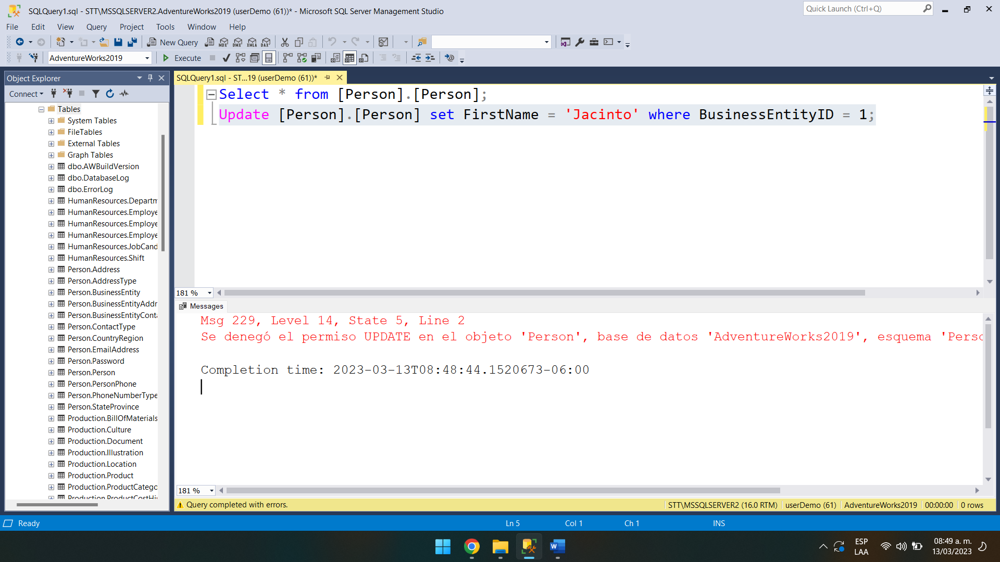 SQLQuery1.sql - STT\MSSQLSERVER2.AdventureWorks2019 (userDemo (61))* - Microsoft SQL Server Management Studio
Quick Launch (Ctrl+Q)
File Edit View Query Project Tools Window Help
New Query
MDX DMX XMLA DAX
AdventureWorks2019
Execute
Object Explorer
Connect
Tables
System Tables
FileTables
External Tables
Graph Tables
dbo.AWBuildVersion
dbo.DatabaseLog
dbo.ErrorLog
HumanResources.Departm
HumanResources.Employe
HumanResources.Employe
HumanResources.Employe
HumanResources.JobCand
HumanResources.Shift
Person.Address
Person.AddressType
Person.BusinessEntity
Person.BusinessEntityAddr
Person.BusinessEntityConta
Person.ContactType
Person.CountryRegion
Person.EmailAddress
Person.Password
Person.Person
Person.PersonPhone
Person.PhoneNumberType
Person.StateProvince
Production.BillOfMaterials
Production.Culture
Production.Document
Production.Illustration
Production.Location
Production.Product
Production.ProductCatego
Production.ProductCostHi
SQLQuery1.sql - ST...19 (userDemo (61))*
Select * from [Person].[Person];
Update [Person].[Person] set FirstName = 'Jacinto' where BusinessEntityID = 1;
181 %
Messages
Msg 229, Level 14, State 5, Line 2
Se denegó el permiso UPDATE en el objeto 'Person', base de datos 'AdventureWorks2019', esquema 'Perso
Completion time: 2023-03-13T08:48:44.1520673-06:00
181 %
Query completed with errors.
STT\MSSQLSERVER2 (16.0 RTM) userDemo (61) AdventureWorks2019 00:00:00 0 rows
Ready
Ln 5 Col 1 Ch 1 INS
W
ESP
LAA
08:49 a. m.
13/03/2023